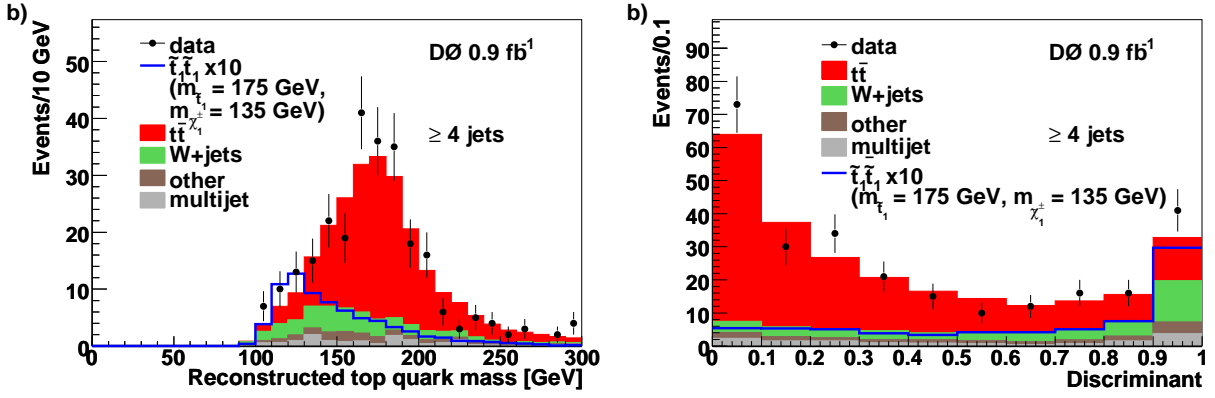 b)
Events/10 GeV
50
40
30
20
10
0
data
DØ 0.9 fb⁻¹
t̃₁t̃̄₁ x10
(m_t̃₁ = 175 GeV,
m_χ̃₁± = 135 GeV)
tt̄
≥ 4 jets
W+jets
other
multijet
0 50 100 150 200 250 300
Reconstructed top quark mass [GeV]
b)
Events/0.1
90
80
70
60
50
40
30
20
10
0
data
DØ 0.9 fb⁻¹
tt̄
W+jets
other
≥ 4 jets
multijet
t̃₁t̃̄₁ x10
(m_t̃₁ = 175 GeV, m_χ̃₁± = 135 GeV)
0 0.1 0.2 0.3 0.4 0.5 0.6 0.7 0.8 0.9 1
Discriminant